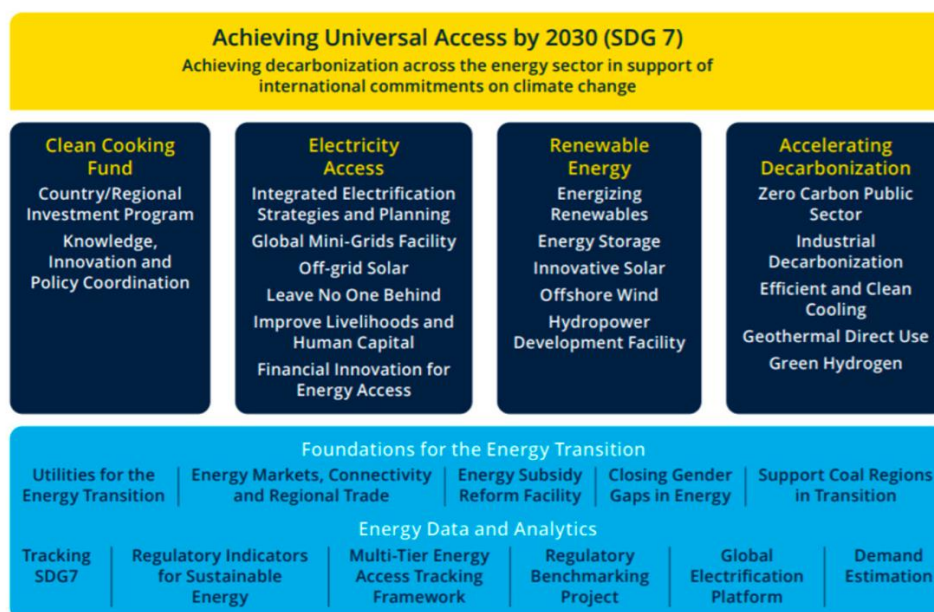 Achieving Universal Access by 2030 (SDG 7)
Achieving decarbonization across the energy sector in support of
international commitments on climate change
Clean Cooking
Fund
Country/Regional
Investment Program
Knowledge,
Innovation and
Policy Coordination
Electricity
Access
Integrated Electrification
Strategies and Planning
Global Mini-Grids Facility
Off-grid Solar
Leave No One Behind
Improve Livelihoods and
Human Capital
Financial Innovation for
Energy Access
Renewable
Energy
Energizing
Renewables
Energy Storage
Innovative Solar
Offshore Wind
Hydropower
Development Facility
Accelerating
Decarbonization
Zero Carbon Public
Sector
Industrial
Decarbonization
Efficient and Clean
Cooling
Geothermal Direct Use
Green Hydrogen
Foundations for the Energy Transition
Utilities for the
Energy Transition
Energy Markets, Connectivity
and Regional Trade
Energy Subsidy
Reform Facility
Closing Gender
Gaps in Energy
Support Coal Regions
in Transition
Energy Data and Analytics
Tracking
SDG7
Regulatory Indicators
for Sustainable
Energy
Multi-Tier Energy
Access Tracking
Framework
Regulatory
Benchmarking
Project
Global
Electrification
Platform
Demand
Estimation